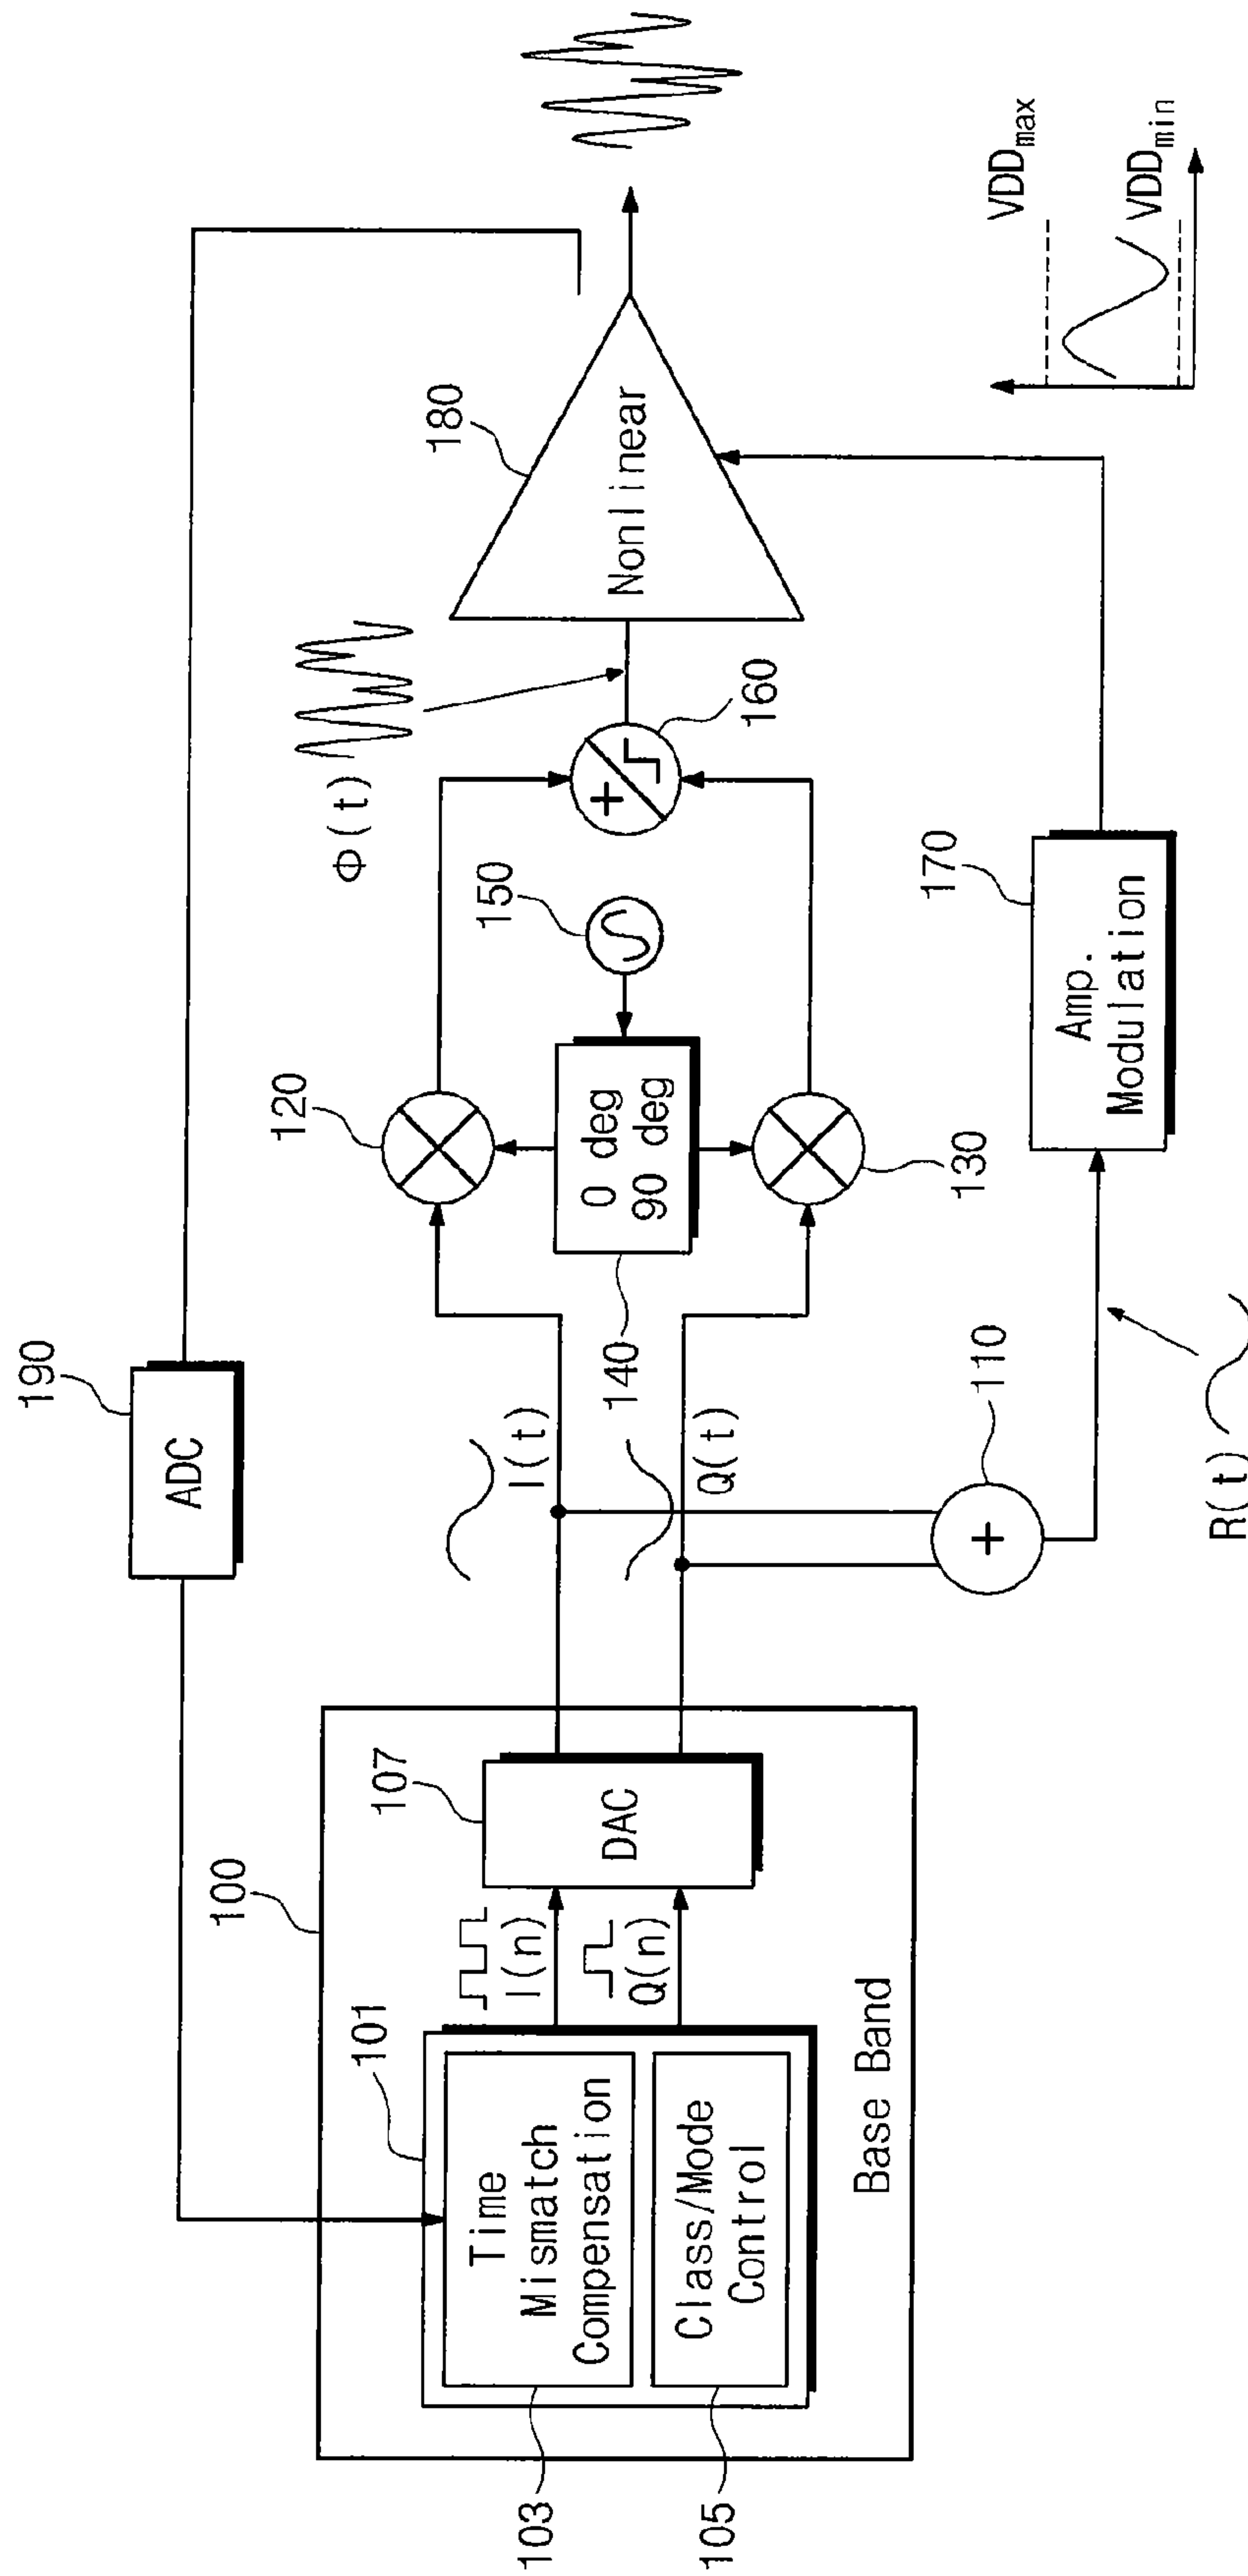 190
ADC
100
101
103
Time
Mismatch
Compensation
105
Class/Mode
Control
Base Band
I(n)
Q(n)
107
DAC
I(t)
Q(t)
110
+
R(t)
120
130
140
0 deg
90 deg
150
160
+
Φ(t)
170
Amp.
Modulation
180
Nonlinear
VDDmax
VDDmin